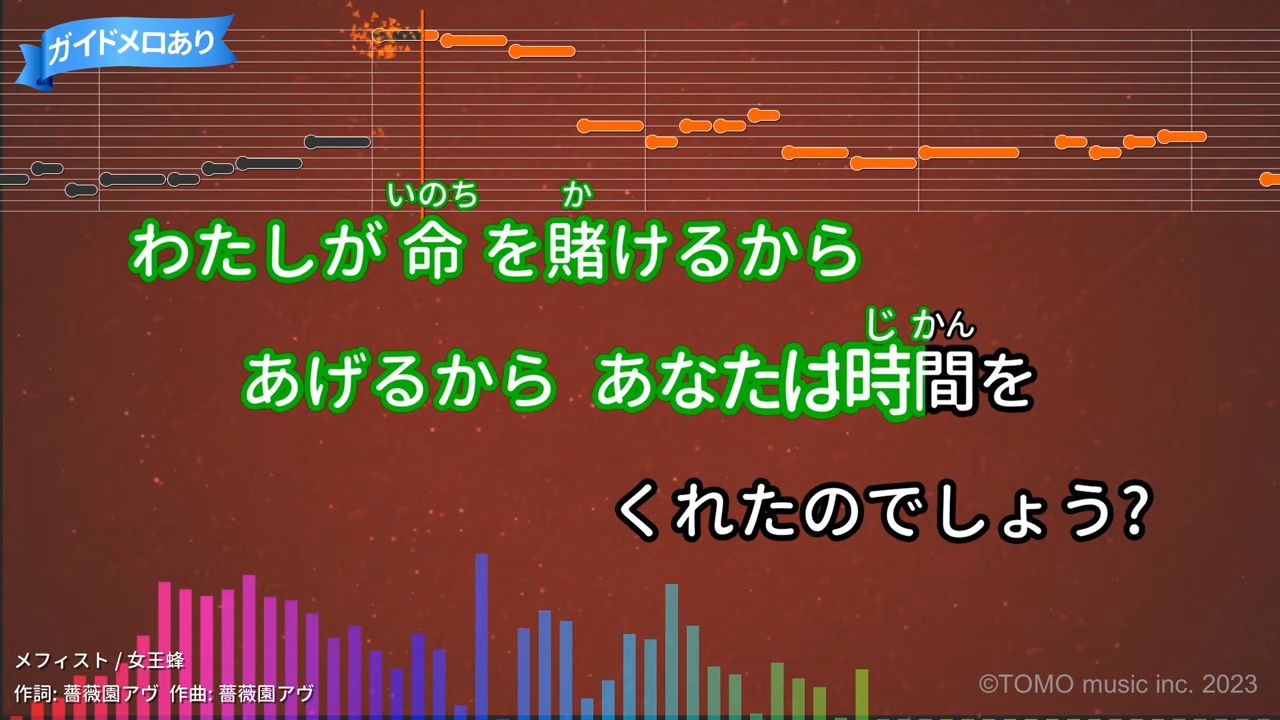 ガイドメロあり
いのち か
わたしが命を賭けるから
じかん
あげるから あなたは時間を
くれたのでしょう?
メフィスト / 女王蜂
作詞: 薔薇園アヴ 作曲: 薔薇園アヴ
©TOMO music inc. 2023